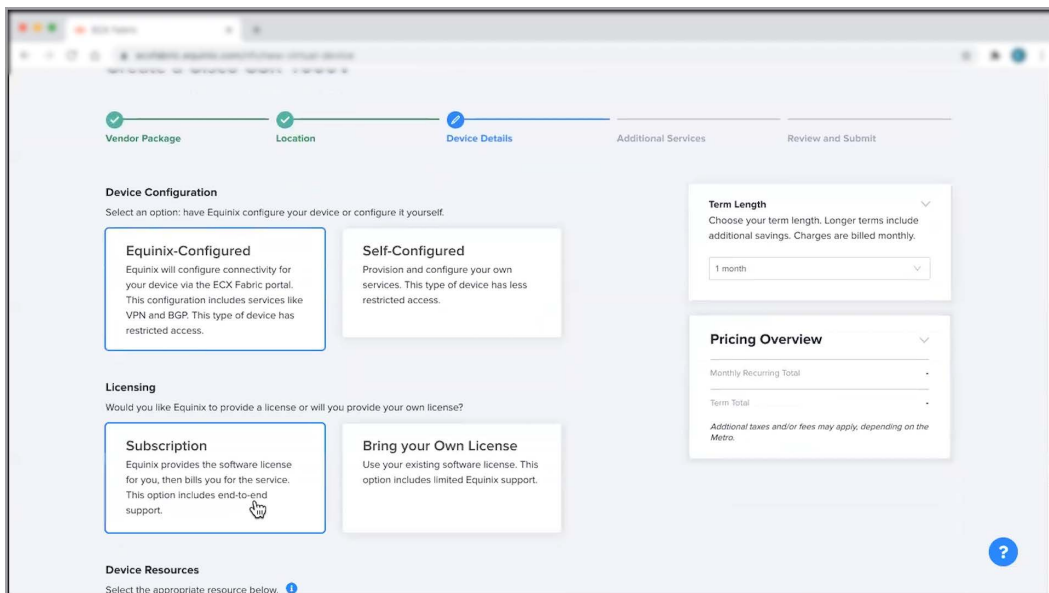 ECX Fabric
Vendor Package
Location
Device Details
Additional Services
Review and Submit
Device Configuration
Select an option: have Equinix configure your device or configure it yourself.
Equinix-Configured
Equinix will configure connectivity for
your device via the ECX Fabric portal.
This configuration includes services like
VPN and BGP. This type of device has
restricted access.
Self-Configured
Provision and configure your own
services. This type of device has less
restricted access.
Licensing
Would you like Equinix to provide a license or will you provide your own license?
Subscription
Equinix provides the software license
for you, then bills you for the service.
This option includes end-to-end
support.
Bring your Own License
Use your existing software license. This
option includes limited Equinix support.
Device Resources
Select the appropriate resource below.
Term Length
Choose your term length. Longer terms include
additional savings. Charges are billed monthly.
1 month
Pricing Overview
Monthly Recurring Total -
Term Total -
Addtional taxes and/or fees may apply, depending on the
Metro.
?